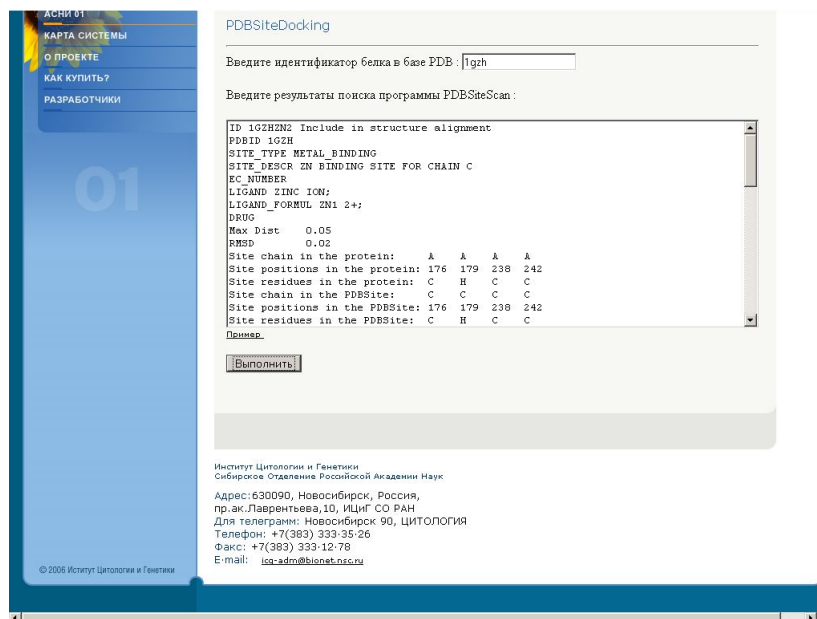 АСНИ 01
КАРТА СИСТЕМЫ
О ПРОЕКТЕ
КАК КУПИТЬ?
РАЗРАБОТЧИКИ
01
PDBSiteDocking
Введите идентификатор белка в базе PDB : 1gzh
Введите результаты поиска программы PDBSiteScan :
ID 1GZHZN2 Include in structure alignment
PDBID 1GZH
SITE_TYPE METAL_BINDING
SITE_DESCR ZN BINDING SITE FOR CHAIN C
EC_NUMBER
LIGAND ZINC ION;
LIGAND_FORMUL ZN1 2+;
DRUG
Max Dist 0.05
RMSD 0.02
Site chain in the protein: A A A A
Site positions in the protein: 176 179 238 242
Site residues in the protein: C H C C
Site chain in the PDBSite: C C C C
Site positions in the PDBSite: 176 179 238 242
Site residues in the PDBSite: C H C C
Пример
Выполнить
Институт Цитологии и Генетики
Сибирское Отделение Российской Академии Наук
Адрес:630090, Новосибирск, Россия,
пр.ак.Лаврентьева,10, ИЦиГ СО РАН
Для телеграмм: Новосибирск 90, ЦИТОЛОГИЯ
Телефон: +7(383) 333-35-26
Факс: +7(383) 333-12-78
E-mail: icg-adm@bionet.nsc.ru
© 2006 Иститут Цитологии и Генетики